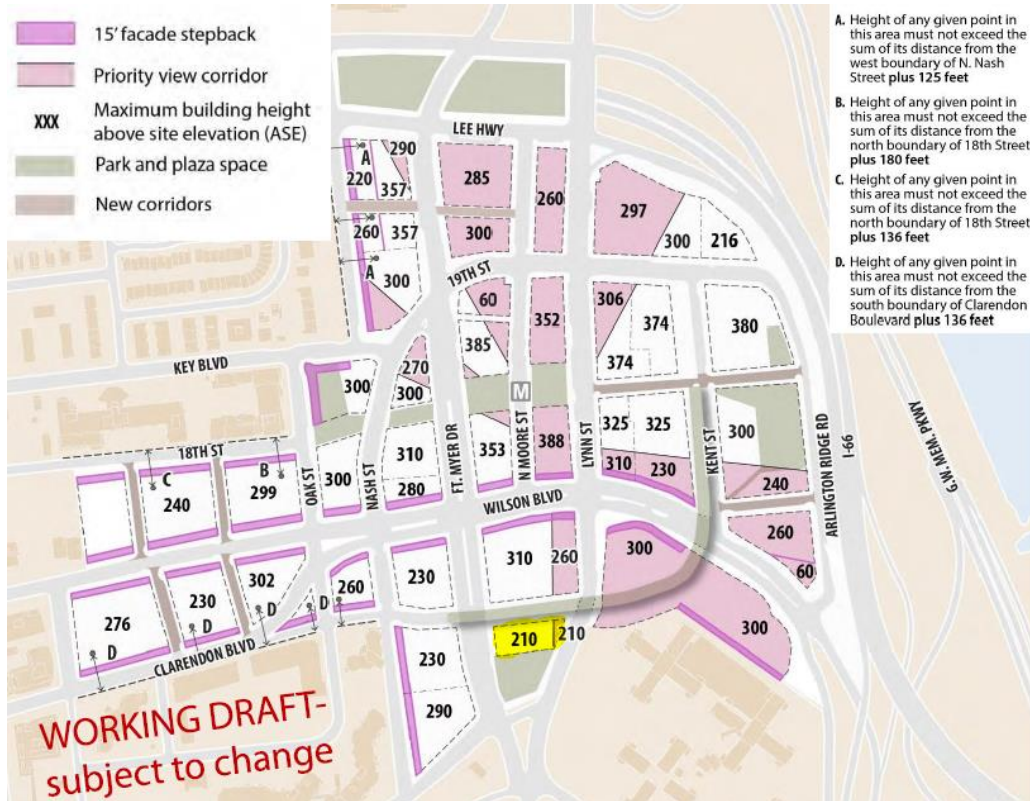 15' facade stepback
Priority view corridor
XXX
Maximum building height
above site elevation (ASE)
Park and plaza space
New corridors
A. Height of any given point in
this area must not exceed the
sum of its distance from the
west boundary of N. Nash
Street plus 125 feet
B. Height of any given point in
this area must not exceed the
sum of its distance from the
north boundary of 18th Street
plus 180 feet
C. Height of any given point in
this area must not exceed the
sum of its distance from the
north boundary of 18th Street
plus 136 feet
D. Height of any given point in
this area must not exceed the
sum of its distance from the
south boundary of Clarendon
Boulevard plus 136 feet
LEE HWY
A
290
220
357
285
260
297
260
357
300
300
216
A
300
19TH ST
60
352
306
374
380
385
374
KEY BLVD
270
300
300
M
325
325
300
18TH ST
OAK ST
NASH ST
FT. MYER DR
N MOORE ST
LYNN ST
KENT ST
ARLINGTON RIDGE RD
I-66
G.W. MEM. PKWY
310
353
388
310
230
240
C
240
B
299
300
280
WILSON BLVD
260
60
310
260
300
230
276
230
302
260
D
D
D
D
CLARENDON BLVD
210
210
300
230
290
WORKING DRAFT-
subject to change